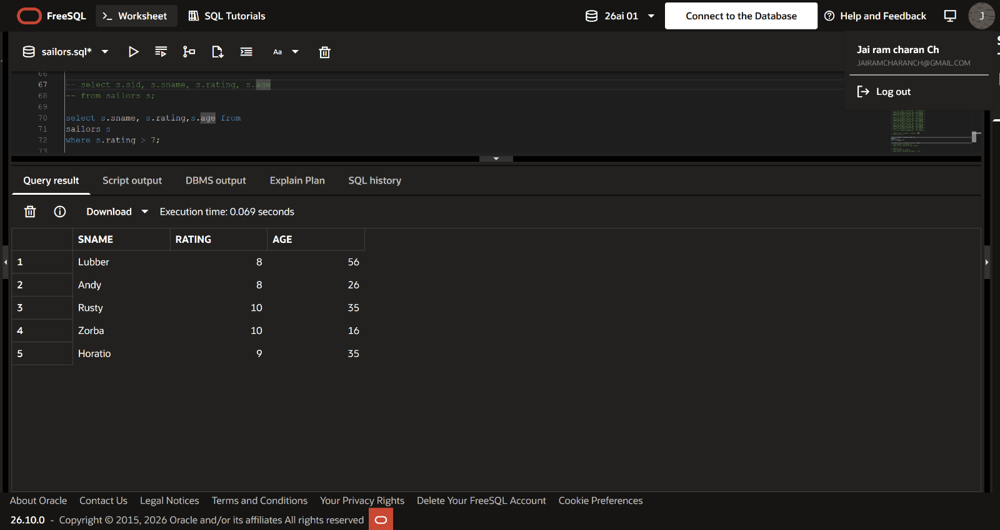 FreeSQL
>_ Worksheet
SQL Tutorials
26ai 01
Connect to the Database
Help and Feedback
J
Jai ram charan Ch
JAIRAMCHARANCH@GMAIL.COM
Log out
sailors.sql*
Aa
66
67 -- select s.sid, s.sname, s.rating, s.age
68 -- from sailors s;
69
70 select s.sname, s.rating,s.age from
71 sailors s
72 where s.rating > 7;
73
Query result
Script output
DBMS output
Explain Plan
SQL history
Download
Execution time: 0.069 seconds
SNAME RATING AGE
1 Lubber 8 56
2 Andy 8 26
3 Rusty 10 35
4 Zorba 10 16
5 Horatio 9 35
About Oracle Contact Us Legal Notices Terms and Conditions Your Privacy Rights Delete Your FreeSQL Account Cookie Preferences
26.10.0 - Copyright © 2015, 2026 Oracle and/or its affiliates All rights reserved